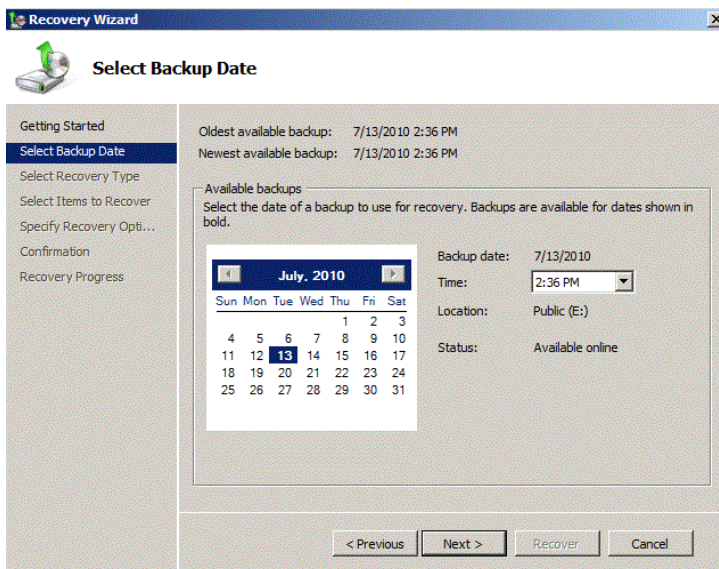 Recovery Wizard
Select Backup Date
Getting Started
Select Backup Date
Select Recovery Type
Select Items to Recover
Specify Recovery Opti...
Confirmation
Recovery Progress
Oldest available backup: 7/13/2010 2:36 PM
Newest available backup: 7/13/2010 2:36 PM
Available backups
Select the date of a backup to use for recovery. Backups are available for dates shown in
bold.
July, 2010
Sun Mon Tue Wed Thu Fri Sat
1 2 3
4 5 6 7 8 9 10
11 12 13 14 15 16 17
18 19 20 21 22 23 24
25 26 27 28 29 30 31
Backup date: 7/13/2010
Time: 2:36 PM
Location: Public (E:)
Status: Available online
< Previous Next > Recover Cancel